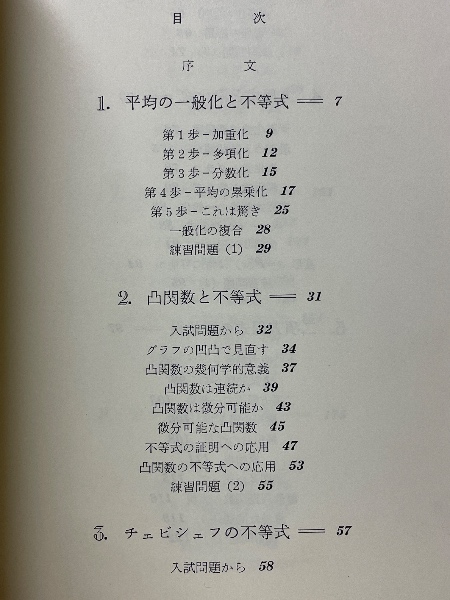 目 次
序 文
1. 平均の一般化と不等式 7
第1歩-加重化 9
第2歩-多項化 12
第3歩-分数化 15
第4歩-平均の累乗化 17
第5歩-これは驚き 25
一般化の複合 28
練習問題 (1) 29
2. 凸関数と不等式 31
入試問題から 32
グラフの凹凸で見直す 34
凸関数の幾何学的意義 37
凸関数は連続か 39
凸関数は微分可能か 43
微分可能な凸関数 45
不等式の証明への応用 47
凸関数の不等式への応用 53
練習問題 (2) 55
3. チェビシェフの不等式 57
入試問題から 58